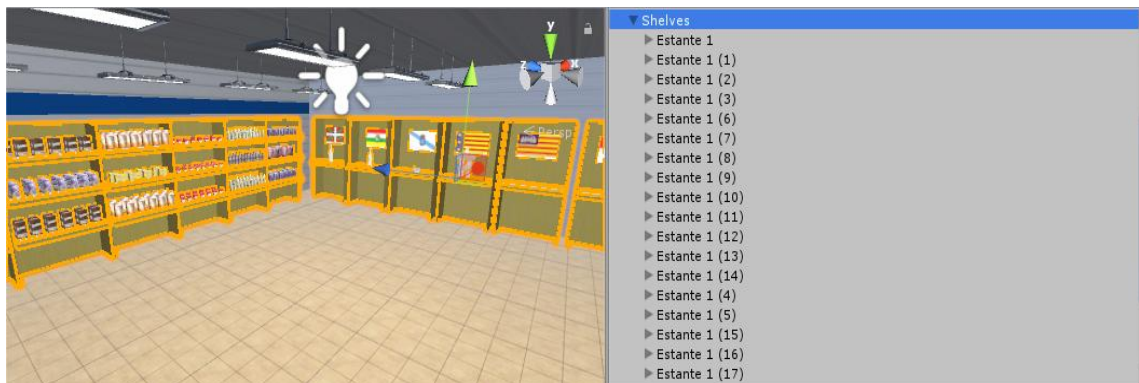 y
z
x
Persp
Shelves
Estante 1
Estante 1 (1)
Estante 1 (2)
Estante 1 (3)
Estante 1 (6)
Estante 1 (7)
Estante 1 (8)
Estante 1 (9)
Estante 1 (10)
Estante 1 (11)
Estante 1 (12)
Estante 1 (13)
Estante 1 (14)
Estante 1 (4)
Estante 1 (5)
Estante 1 (15)
Estante 1 (16)
Estante 1 (17)